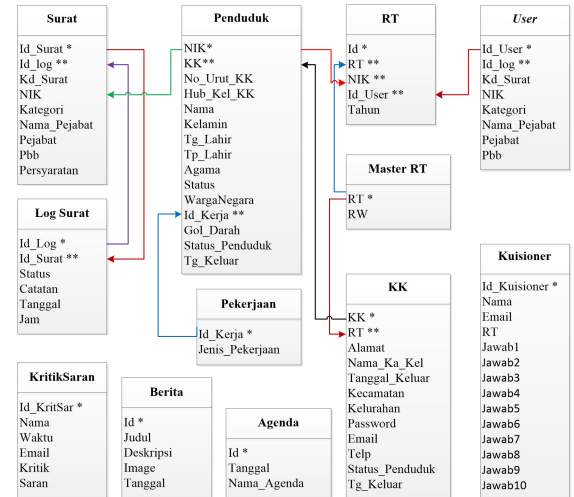 Surat
Id_Surat *
Id_log **
Kd_Surat
NIK
Kategori
Nama_Pejabat
Pejabat
Pbb
Persyaratan
Penduduk
NIK*
KK**
No_Urut_KK
Hub_Kel_KK
Nama
Kelamin
Tg_Lahir
Tp_Lahir
Agama
Status
WargaNegara
Id_Kerja **
Gol_Darah
Status_Penduduk
Tg_Keluar
RT
Id *
RT **
NIK **
Id_User **
Tahun
User
Id_User *
Id_log **
Kd_Surat
NIK
Kategori
Nama_Pejabat
Pejabat
Pbb
Master RT
RT *
RW
Log Surat
Id_Log *
Id_Surat **
Status
Catatan
Tanggal
Jam
Pekerjaan
Id_Kerja *
Jenis_Pekerjaan
KK
KK *
RT **
Alamat
Nama_Ka_Kel
Tanggal_Keluar
Kecamatan
Kelurahan
Password
Email
Telp
Status_Penduduk
Tg_Keluar
Kuisioner
Id_Kuisioner *
Nama
Email
RT
Jawab1
Jawab2
Jawab3
Jawab4
Jawab5
Jawab6
Jawab7
Jawab8
Jawab9
Jawab10
KritikSaran
Id_KritSar *
Nama
Waktu
Email
Kritik
Saran
Berita
Id *
Judul
Deskripsi
Image
Tanggal
Agenda
Id *
Tanggal
Nama_Agenda